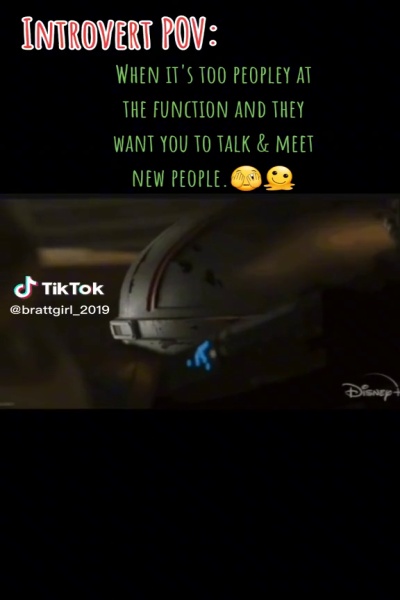 Introvert POV:
When it's too peopley at
the function and they
want you to talk & meet
new people.🫣🫠
TikTok
@brattgirl_2019
Disney+